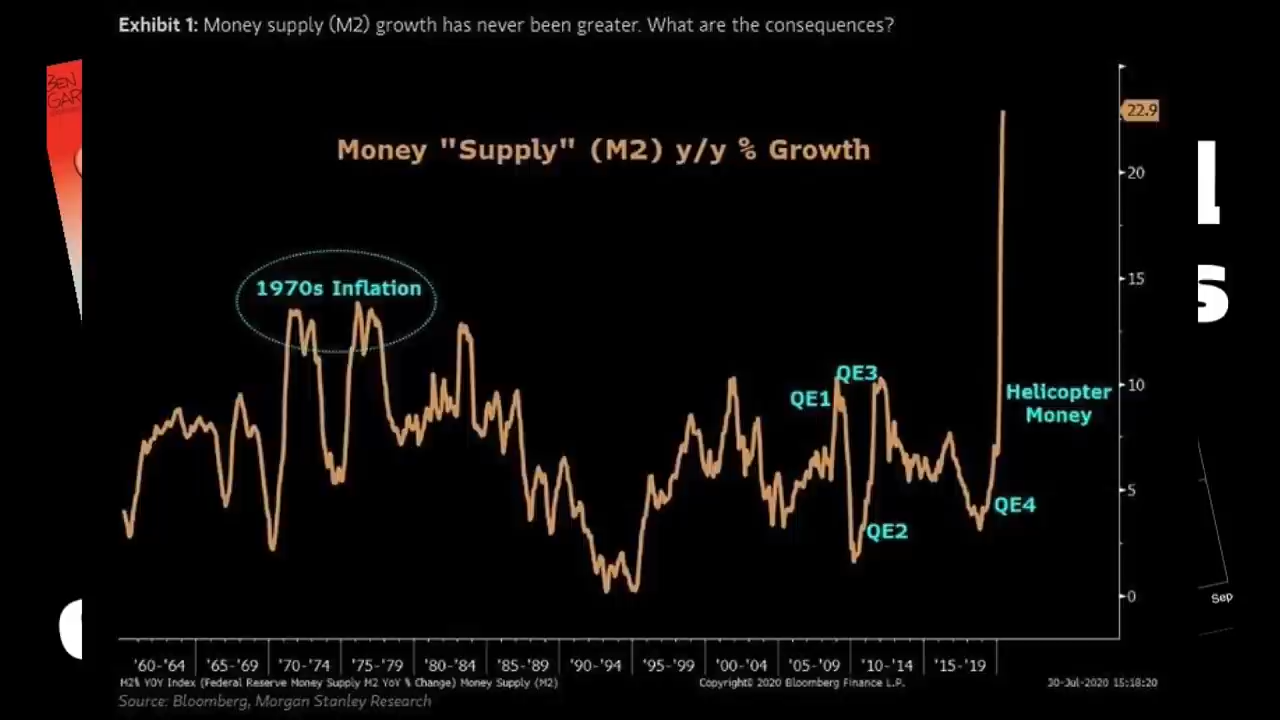 Exhibit 1: Money supply (M2) growth has never been greater. What are the consequences?
BEN
GAR
22.9
Money "Supply" (M2) y/y % Growth
20
15
1970s Inflation
QE3
10
QE1
Helicopter
Money
5
QE4
QE2
0
Sep
'60-'64 '65-'69 '70-'74 '75-'79 '80-'84 '85-'89 '90-'94 '95-'99 '00-'04 '05-'09 '10-'14 '15-'19
M2% YOY Index (Federal Reserve Money Supply M2 YoY % Change) Money Supply (M2) Copyright© 2020 Bloomberg Finance L.P. 30-Jul-2020 15:18:20
Source: Bloomberg, Morgan Stanley Research